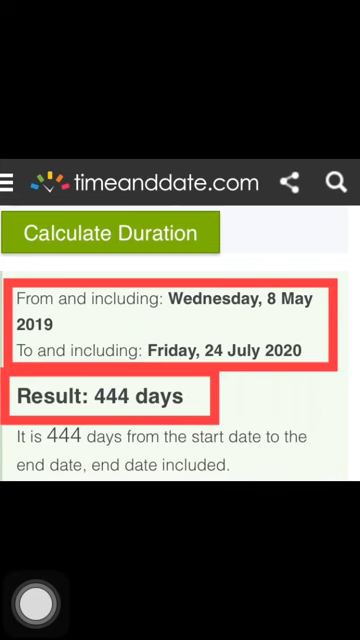 timeanddate.com
Calculate Duration
From and including: Wednesday, 8 May
2019
To and including: Friday, 24 July 2020
Result: 444 days
It is 444 days from the start date to the
end date, end date included.